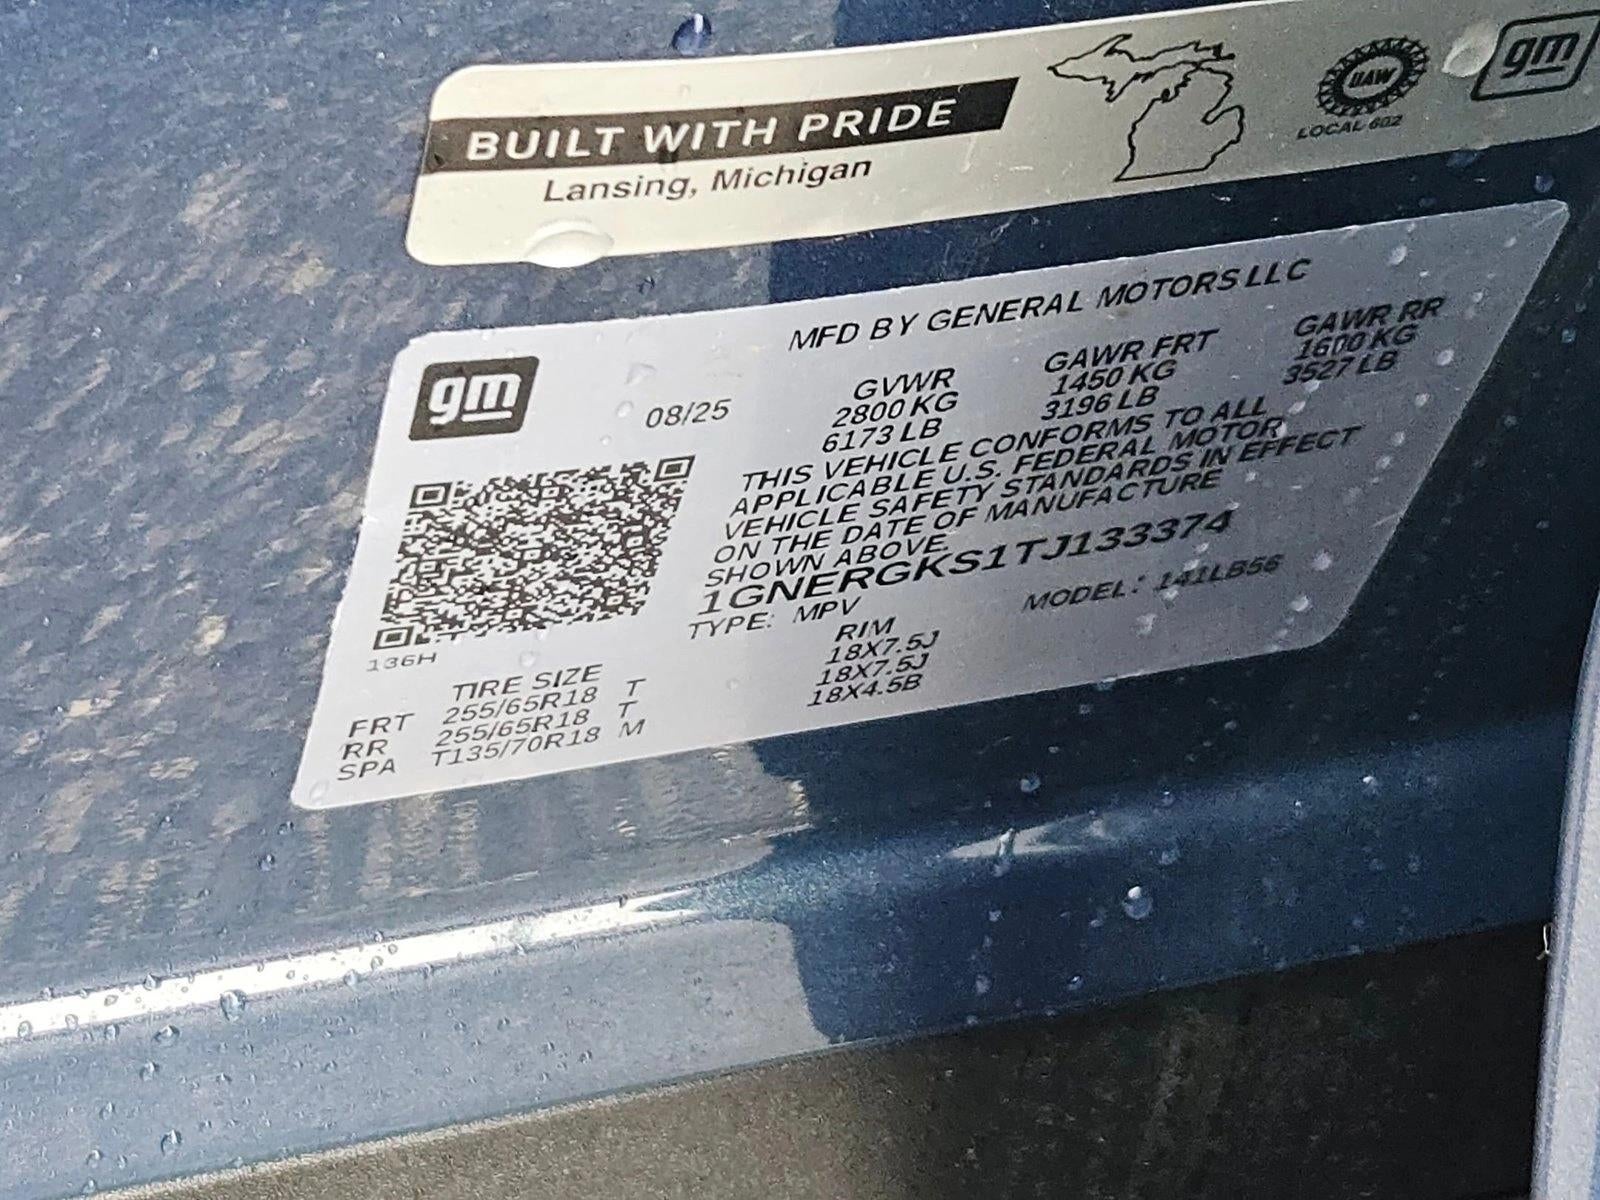 BUILT WITH PRIDE
Lansing, Michigan
UAW
LOCAL 602
gm
MFD BY GENERAL MOTORS LLC
gm
08/25
GVWR GAWR FRT GAWR RR
2800 KG 1450 KG 1600 KG
6173 LB 3196 LB 3527 LB
THIS VEHICLE CONFORMS TO ALL
APPLICABLE U.S. FEDERAL MOTOR
VEHICLE SAFETY STANDARDS IN EFFECT
ON THE DATE OF MANUFACTURE
SHOWN ABOVE.
1GNERGKS1TJ133374
TYPE: MPV MODEL: 141LB56
136H
TIRE SIZE RIM
FRT 255/65R18 T 18X7.5J
RR 255/65R18 T 18X7.5J
SPA T135/70R18 M 18X4.5B